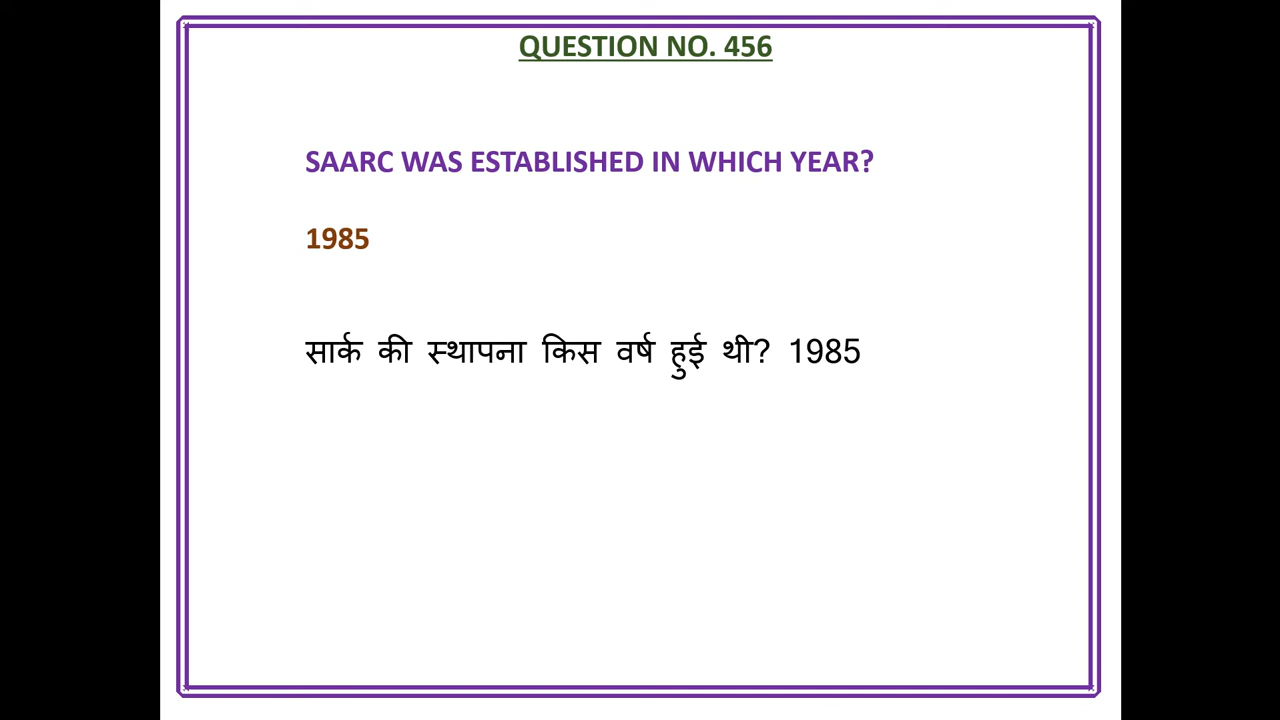 QUESTION NO. 456
SAARC WAS ESTABLISHED IN WHICH YEAR?
1985
सार्क की स्थापना किस वर्ष हुई थी? 1985